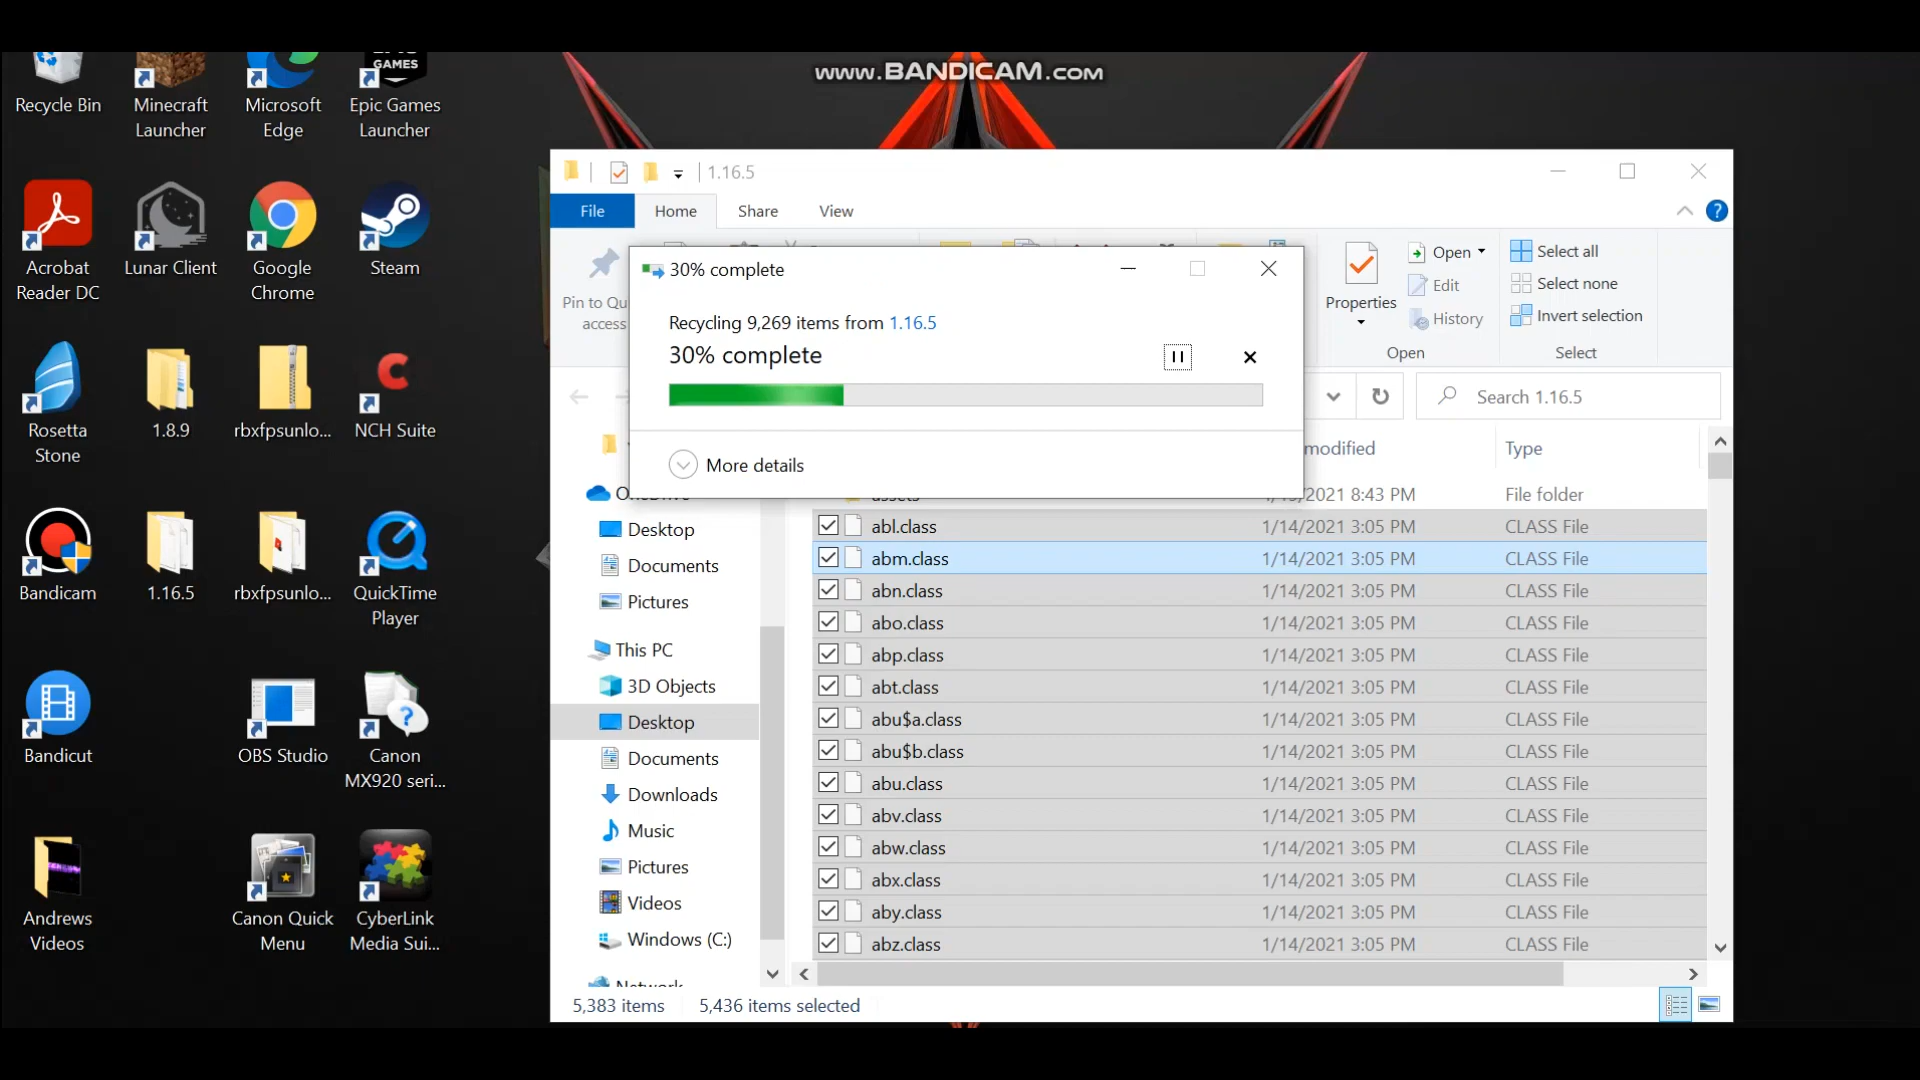 www.BANDICAM.com
Recycle Bin
Minecraft
Launcher
Microsoft
Edge
GAMES
Epic Games
Launcher
Acrobat
Reader DC
Lunar Client
Google
Chrome
Steam
Rosetta
Stone
1.8.9
rbxfpsunlo...
NCH Suite
Bandicam
1.16.5
rbxfpsunlo...
QuickTime
Player
Bandicut
OBS Studio
Canon
MX920 seri...
Andrews
Videos
Canon Quick
Menu
CyberLink
Media Sui...
1.16.5
File
Home
Share
View
Pin to Qu
access
Properties
Open
Edit
History
Open
Select all
Select none
Invert selection
Select
30% complete
Recycling 9,269 items from 1.16.5
30% complete
More details
Search 1.16.5
modified
Type
OneDrive
Desktop
Documents
Pictures
This PC
3D Objects
Desktop
Documents
Downloads
Music
Pictures
Videos
Windows (C:)
Network
assets /2021 8:43 PM File folder
abl.class 1/14/2021 3:05 PM CLASS File
abm.class 1/14/2021 3:05 PM CLASS File
abn.class 1/14/2021 3:05 PM CLASS File
abo.class 1/14/2021 3:05 PM CLASS File
abp.class 1/14/2021 3:05 PM CLASS File
abt.class 1/14/2021 3:05 PM CLASS File
abu$a.class 1/14/2021 3:05 PM CLASS File
abu$b.class 1/14/2021 3:05 PM CLASS File
abu.class 1/14/2021 3:05 PM CLASS File
abv.class 1/14/2021 3:05 PM CLASS File
abw.class 1/14/2021 3:05 PM CLASS File
abx.class 1/14/2021 3:05 PM CLASS File
aby.class 1/14/2021 3:05 PM CLASS File
abz.class 1/14/2021 3:05 PM CLASS File
5,383 items
5,436 items selected